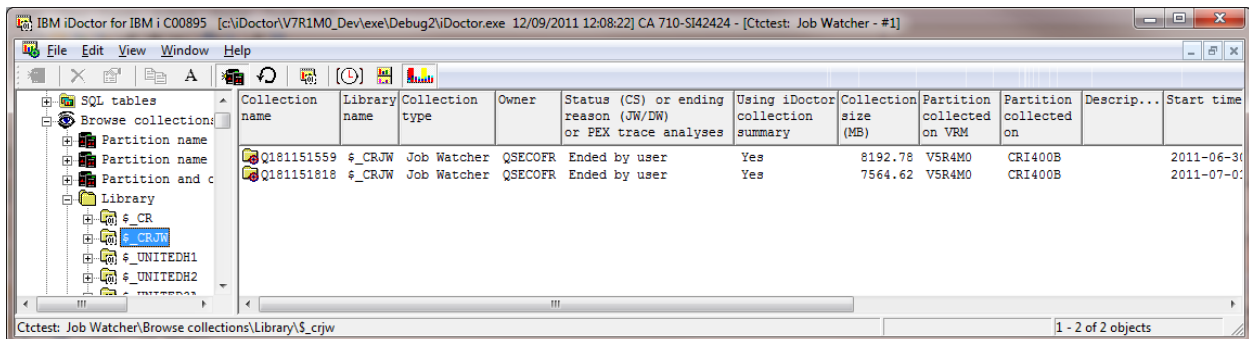 IBM iDoctor for IBM i C00895 [c:\iDoctor\V7R1M0_Dev\exe\Debug2\iDoctor.exe 12/09/2011 12:08:22] CA 710-SI42424 - [Ctctest: Job Watcher - #1]
File Edit View Window Help
SQL tables
Browse collections
Partition name
Partition name
Partition and c
Library
$_CR
$_CRJW
$_UNITEDH1
$_UNITEDH2
Collection Library Collection Owner Status (CS) or ending Using iDoctor Collection Partition Partition Descrip... Start time
name name type reason (JW/DW) collection size collected collected
or PEX trace analyses summary (MB) on VRM on
Q181151559 $_CRJW Job Watcher QSECOFR Ended by user Yes 8192.78 V5R4M0 CRI400B 2011-06-30
Q181151818 $_CRJW Job Watcher QSECOFR Ended by user Yes 7564.62 V5R4M0 CRI400B 2011-07-01
Ctctest: Job Watcher\Browse collections\Library\$_crjw 1 - 2 of 2 objects